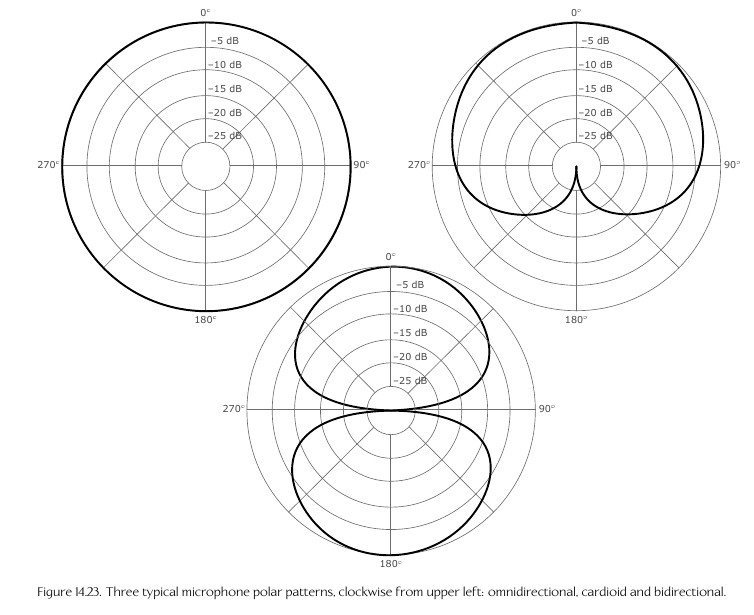 0°
–5 dB
–10 dB
–15 dB
–20 dB
–25 dB
270°
90°
180°
0°
–5 dB
–10 dB
–15 dB
–20 dB
–25 dB
270°
90°
180°
0°
–5 dB
–10 dB
–15 dB
–20 dB
–25 dB
270°
90°
180°
Figure 14.23. Three typical microphone polar patterns, clockwise from upper left: omnidirectional, cardioid and bidirectional.